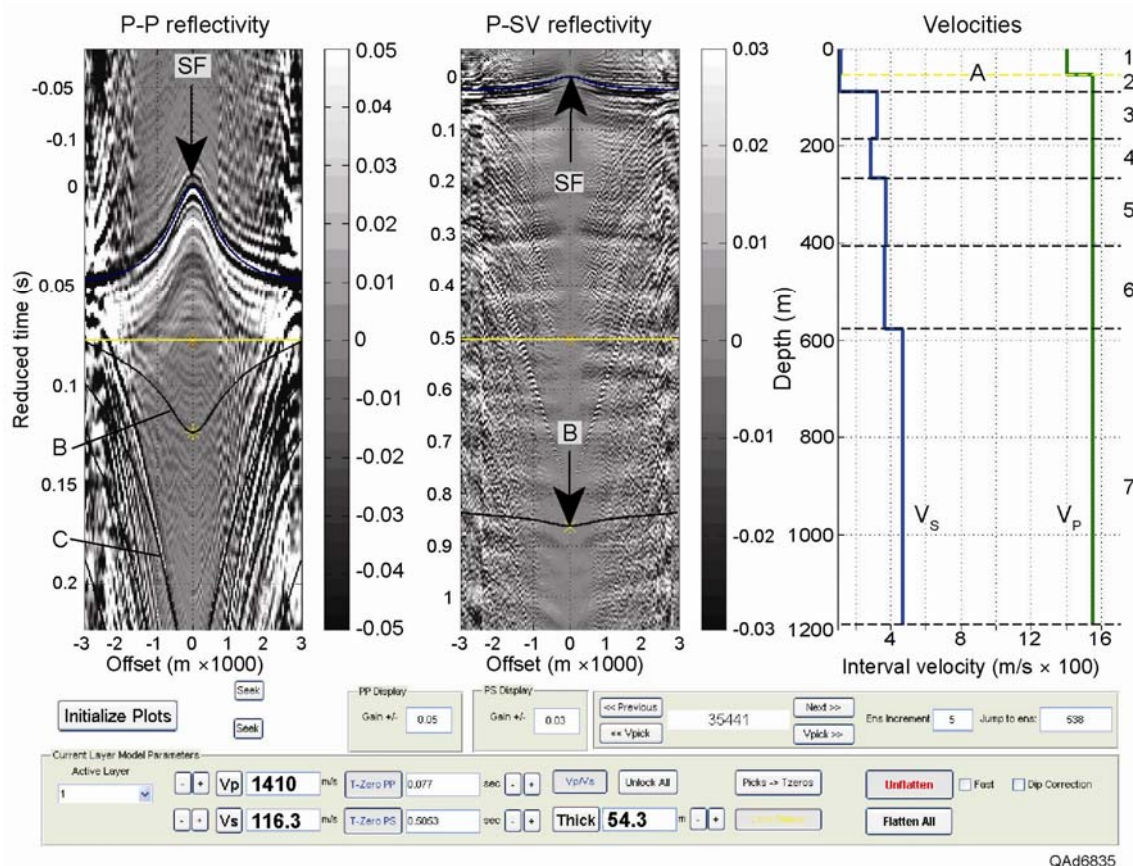 P-P reflectivity
SF
-0.05
-0.1
0
0.05
0.1
0.15
0.2
Reduced time (s)
B
C
-3 -2 -1 0 -1 2 3
Offset (m ×1000)
0.05
0.04
0.03
0.02
0.01
0
-0.01
-0.02
-0.03
-0.04
-0.05
P-SV reflectivity
SF
0
0.1
0.2
0.3
0.4
0.5
0.6
0.7
0.8
0.9
1
B
-3 -2 -1 0 1 2 3
Offset (m ×1000)
0.03
0.02
0.01
0
-0.01
-0.02
-0.03
Velocities
A
0
200
400
600
800
1000
1200
Depth (m)
1
2
3
4
5
6
7
VS
VP
4 8 12 16
Interval velocity (m/s × 100)
Initialize Plots
Seek
Seek
PP Display
Gain +/- 0.05
PS Display
Gain +/- 0.03
<< Previous
<< Vpick
35441
Next >>
Vpick >>
Ens Increment 5
Jump to ens: 538
Current Layer Model Parameters
Active Layer
1
- + Vp 1410 m/s T-Zero PP 0.077 sec - + Vp/Vs Unlock All Picks -> Tzeros Unflatten Fast Dip Correction
- + Vs 116.3 m/s T-Zero PS 0.5053 sec - + Thick 54.3 m - + Flatten All
QAd6835